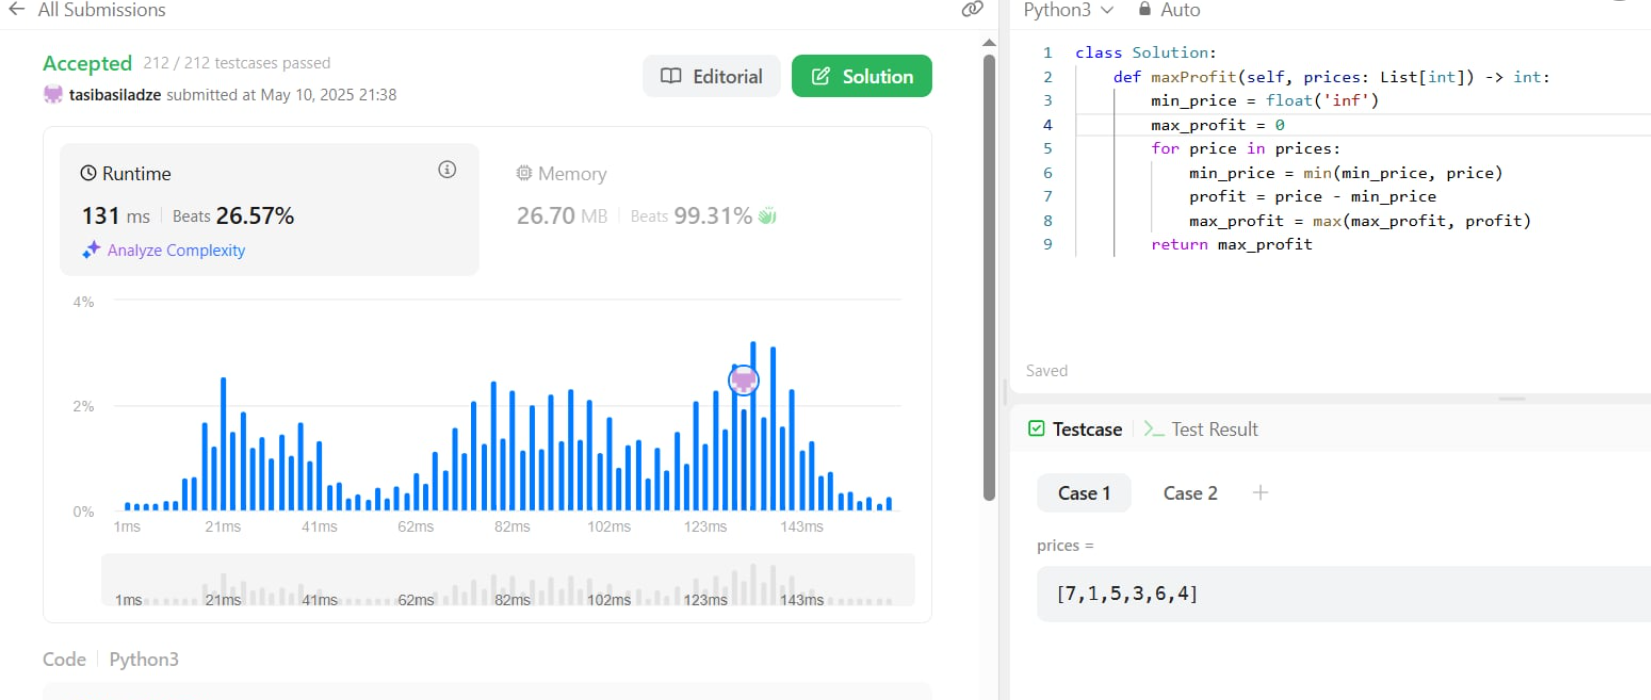 All Submissions
Accepted 212 / 212 testcases passed
tasibasiladze submitted at May 10, 2025 21:38
Editorial
Solution
Runtime
131 ms Beats 26.57%
Analyze Complexity
Memory
26.70 MB Beats 99.31%
4%
2%
0%
1ms 21ms 41ms 62ms 82ms 102ms 123ms 143ms
1ms 21ms 41ms 62ms 82ms 102ms 123ms 143ms
Code Python3
Python3 Auto
1 class Solution:
2 def maxProfit(self, prices: List[int]) -> int:
3 min_price = float('inf')
4 max_profit = 0
5 for price in prices:
6 min_price = min(min_price, price)
7 profit = price - min_price
8 max_profit = max(max_profit, profit)
9 return max_profit
Saved
Testcase >_ Test Result
Case 1 Case 2 +
prices =
[7,1,5,3,6,4]